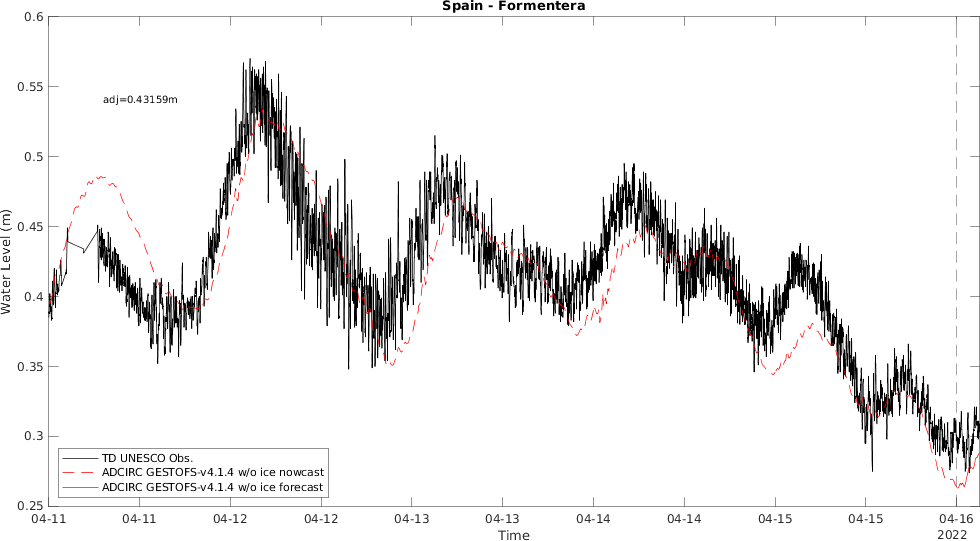 Spain - Formentera
0.6
0.55
0.5
0.45
0.4
0.35
0.3
0.25
Water Level (m)
adj=0.43159m
TD UNESCO Obs.
ADCIRC GESTOFS-v4.1.4 w/o ice nowcast
ADCIRC GESTOFS-v4.1.4 w/o ice forecast
04-11 04-11 04-12 04-12 04-13 04-13 04-14 04-14 04-15 04-15 04-16
Time 2022